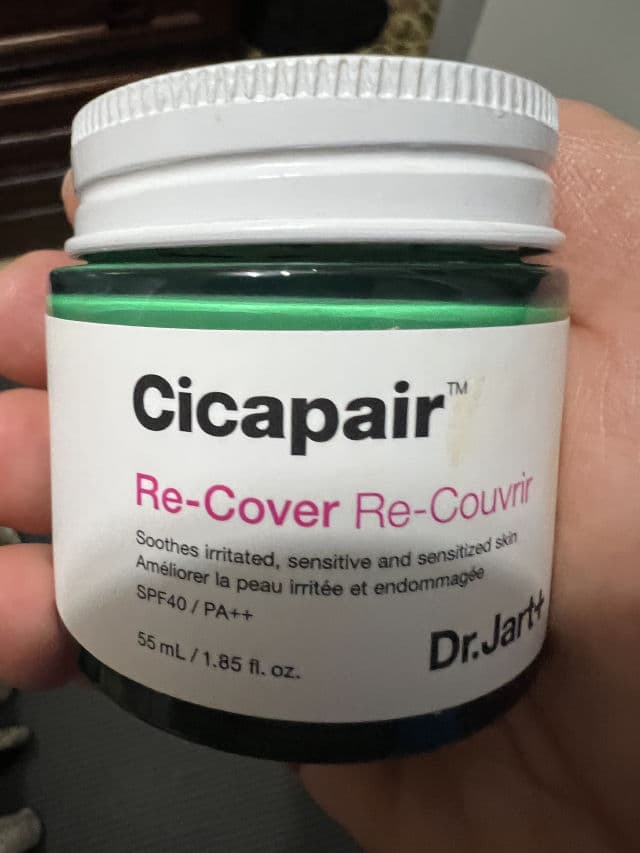 Cicapair™
Re-Cover Re-Couvrir
Soothes irritated, sensitive and sensitized skin
Améliorer la peau irritée et endommagée
SPF40 / PA++
55 mL / 1.85 fl. oz.
Dr.Jart+